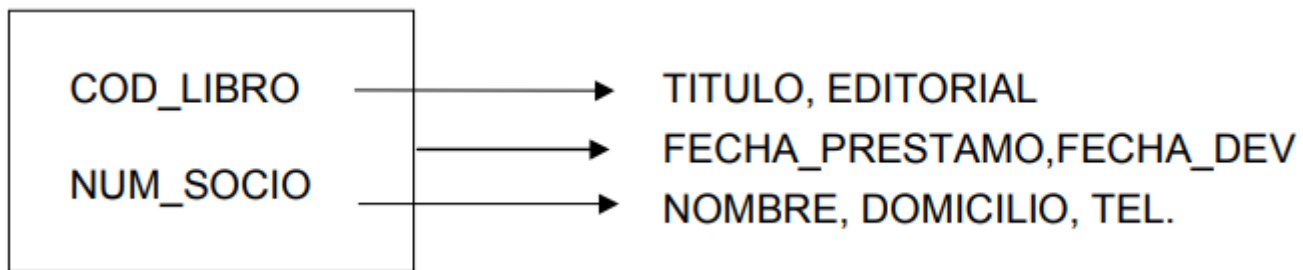 COD_LIBRO
NUM_SOCIO
TITULO, EDITORIAL
FECHA_PRESTAMO,FECHA_DEV
NOMBRE, DOMICILIO, TEL.